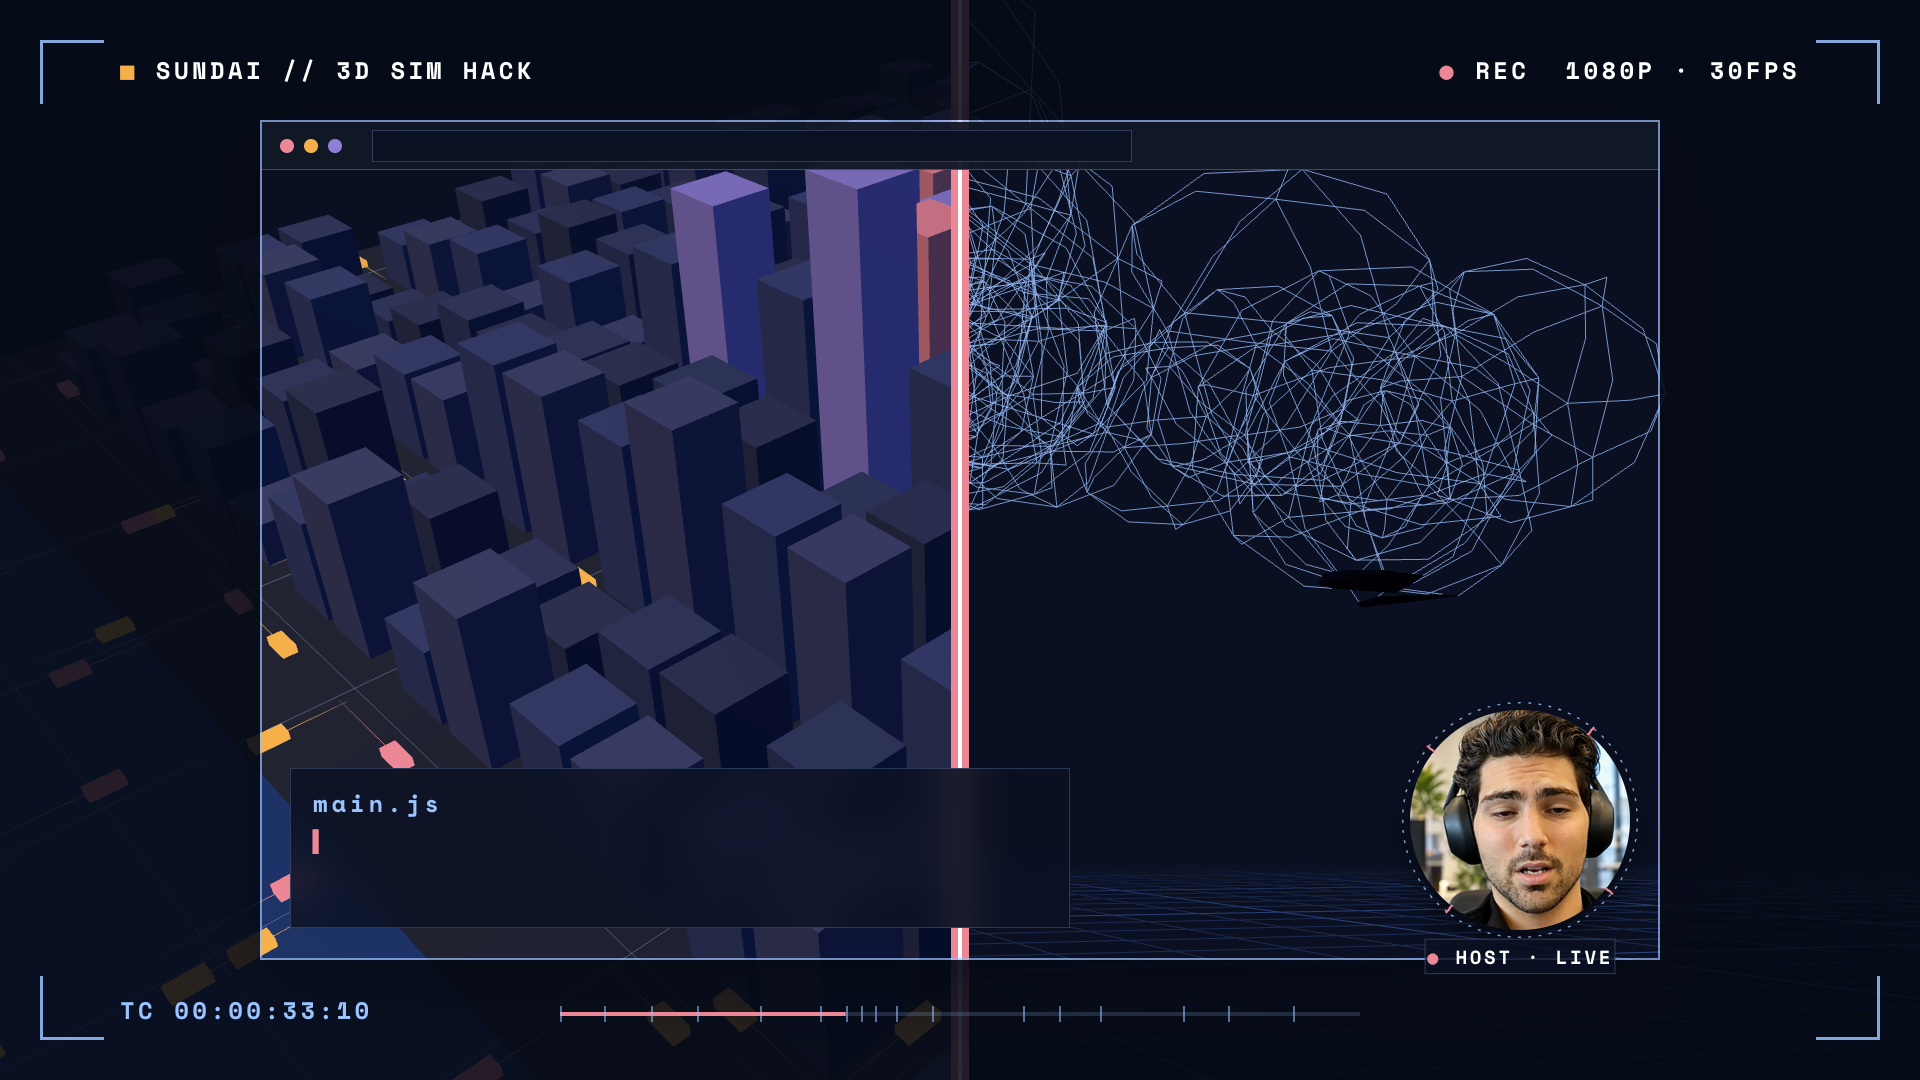 SUNDAI // 3D SIM HACK
REC 1080P · 30FPS
main.js
HOST · LIVE
TC 00:00:33:10